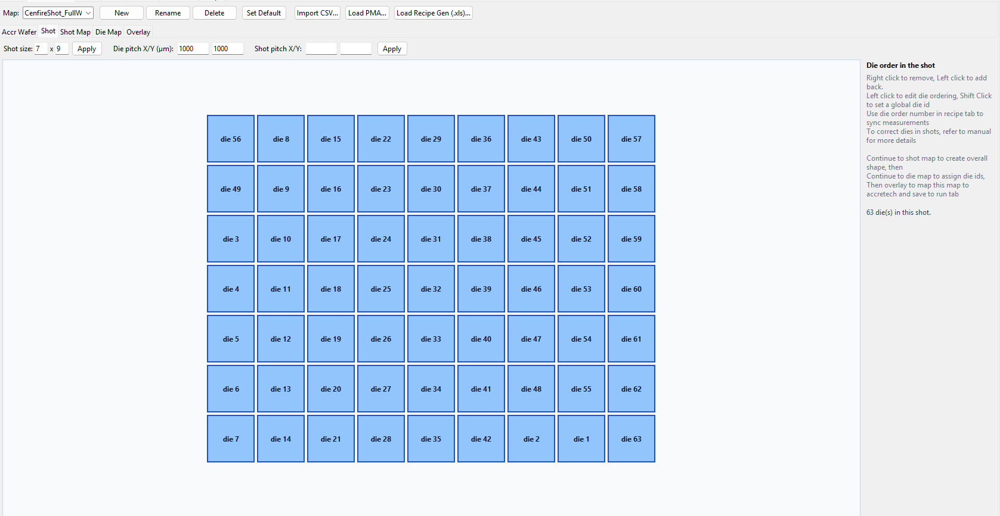 Map: CenfireShot_FullW New Rename Delete Set Default Import CSV... Load PMA... Load Recipe Gen (.xls)...
Accr Wafer Shot Shot Map Die Map Overlay
Shot size: 7 x 9 Apply Die pitch X/Y (µm): 1000 1000 Shot pitch X/Y: Apply
die 56 die 8 die 15 die 22 die 29 die 36 die 43 die 50 die 57
die 49 die 9 die 16 die 23 die 30 die 37 die 44 die 51 die 58
die 3 die 10 die 17 die 24 die 31 die 38 die 45 die 52 die 59
die 4 die 11 die 18 die 25 die 32 die 39 die 46 die 53 die 60
die 5 die 12 die 19 die 26 die 33 die 40 die 47 die 54 die 61
die 6 die 13 die 20 die 27 die 34 die 41 die 48 die 55 die 62
die 7 die 14 die 21 die 28 die 35 die 42 die 2 die 1 die 63
Die order in the shot
Right click to remove, Left click to add
back.
Left click to edit die ordering, Shift Click
to set a global die id
Use die order number in recipe tab to
sync measurements
To correct dies in shots, refer to manual
for more details
Continue to shot map to create overall
shape, then
Continue to die map to assign die ids,
Then overlay to map this map to
accretech and save to run tab
63 die(s) in this shot.